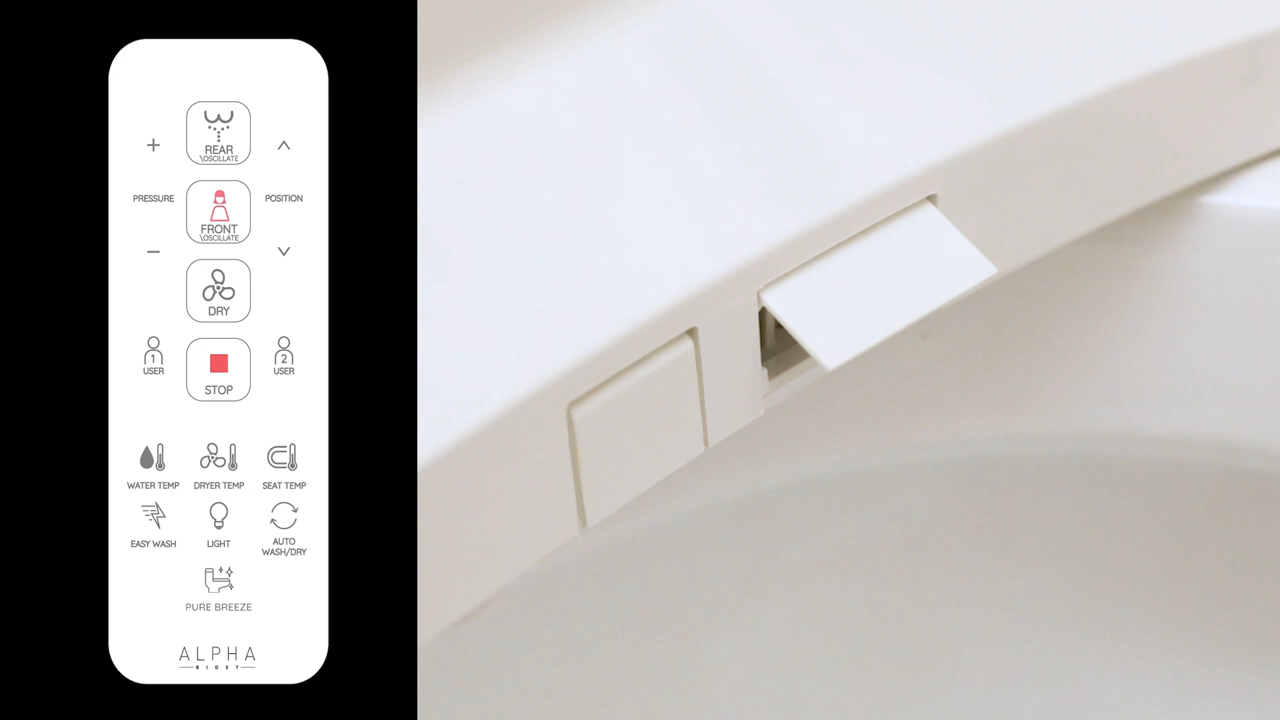 REAR
\OSCILLATE
+
PRESSURE
POSITION
FRONT
\OSCILLATE
−
DRY
1
USER
2
USER
STOP
WATER TEMP
DRYER TEMP
SEAT TEMP
EASY WASH
LIGHT
AUTO
WASH/DRY
PURE BREEZE
ALPHA
BIDET